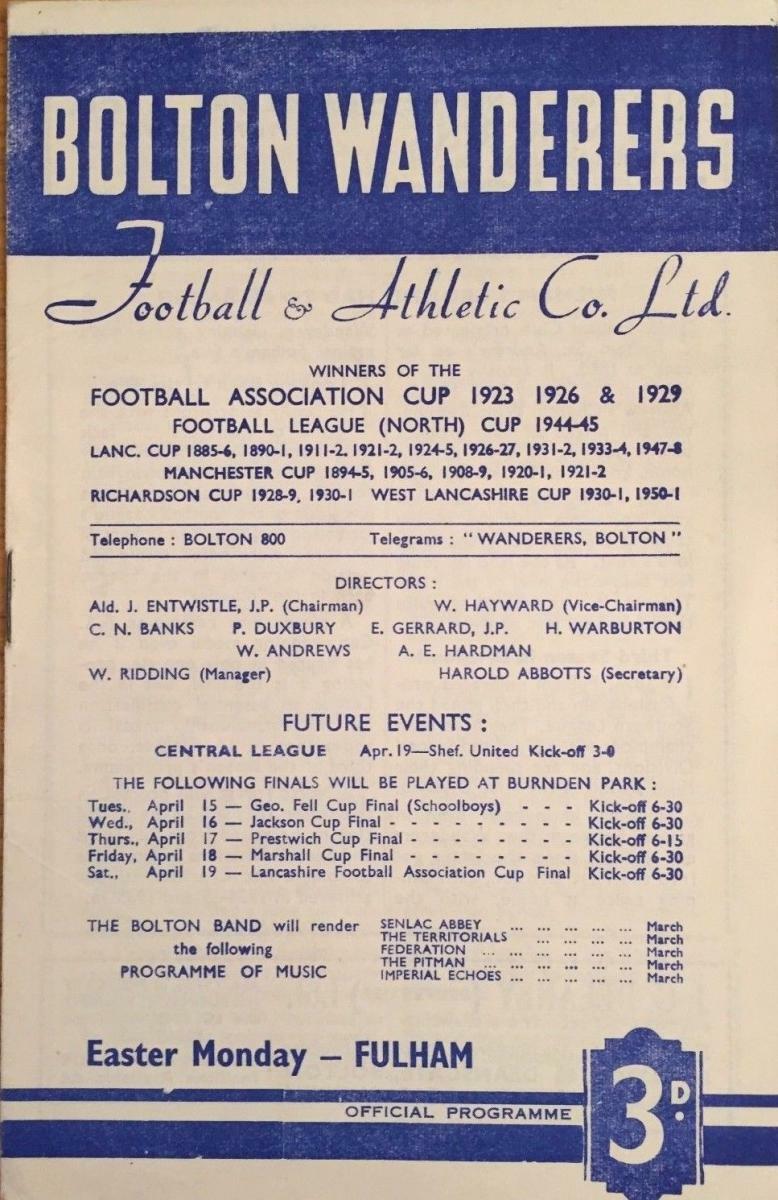 BOLTON WANDERERS
Football & Athletic Co. Ltd.
WINNERS OF THE
FOOTBALL ASSOCIATION CUP 1923 1926 & 1929
FOOTBALL LEAGUE (NORTH) CUP 1944-45
LANC. CUP 1885-6, 1890-1, 1911-2. 1921-2, 1924-5, 1926-27, 1931-2, 1933-4, 1947-8
MANCHESTER CUP 1894-5, 1905-6, 1908-9, 1920-1, 1921-2
RICHARDSON CUP 1928-9, 1930-1 WEST LANCASHIRE CUP 1930-1, 1950-1
Telephone : BOLTON 800 Telegrams : "WANDERERS, BOLTON"
DIRECTORS :
Ald. J. ENTWISTLE, J.P. (Chairman) W. HAYWARD (Vice-Chairman)
C. N. BANKS P. DUXBURY E. GERRARD, J.P. H. WARBURTON
W. ANDREWS A. E. HARDMAN
W. RIDDING (Manager) HAROLD ABBOTTS (Secretary)
FUTURE EVENTS :
CENTRAL LEAGUE Apr. 19—Shef. United Kick-off 3-0
THE FOLLOWING FINALS WILL BE PLAYED AT BURNDEN PARK :
Tues., April 15 — Geo. Fell Cup Final (Schoolboys) - - - Kick-off 6-30
Wed., April 16 — Jackson Cup Final - - - - - - - - Kick-off 6-30
Thurs., April 17 — Prestwich Cup Final - - - - - - - Kick-off 6-15
Friday, April 18 — Marshall Cup Final - - - - - - - Kick-off 6-30
Sat., April 19 — Lancashire Football Association Cup Final Kick-off 6-30
THE BOLTON BAND will render
the following
PROGRAMME OF MUSIC
SENLAC ABBEY ... ... ... ... ... March
THE TERRITORIALS ... ... ... ... March
FEDERATION ... ... ... ... ... March
THE PITMAN ... ... ... ... ... March
IMPERIAL ECHOES ... ... ... ... ... March
Easter Monday — FULHAM
OFFICIAL PROGRAMME
3D.